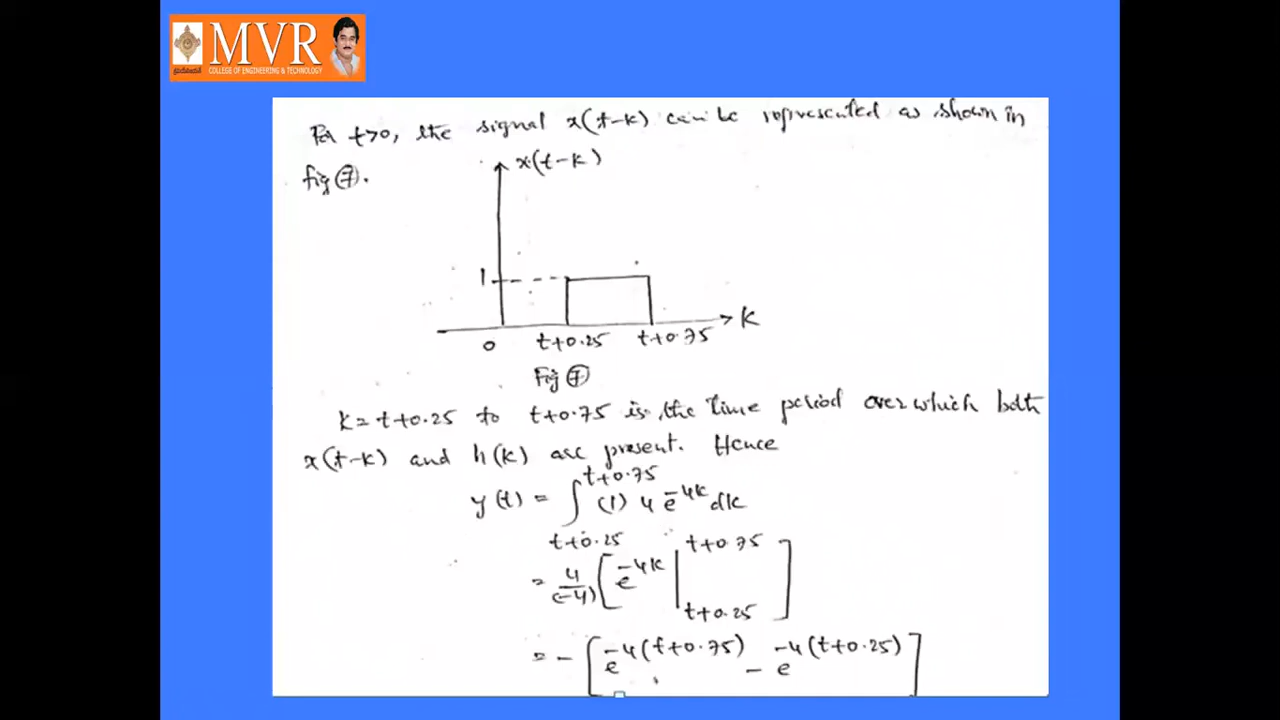 MVR
COLLEGE OF ENGINEERING & TECHNOLOGY
For t>0, the signal x(t-k) can be represented as shown in
fig ⑦.
x(t-k)
1
K
0 t+0.25 t+0.75
Fig ⑦
k = t+0.25 to t+0.75 is the time period over which both
x(t-k) and h(k) are present. Hence
y(t) = ∫_{t+0.25}^{t+0.75} (1) 4 e^{-4k} dk
= 4/(-4) [ e^{-4k} |_{t+0.25}^{t+0.75} ]
= - [ e^{-4(t+0.75)} - e^{-4(t+0.25)} ]